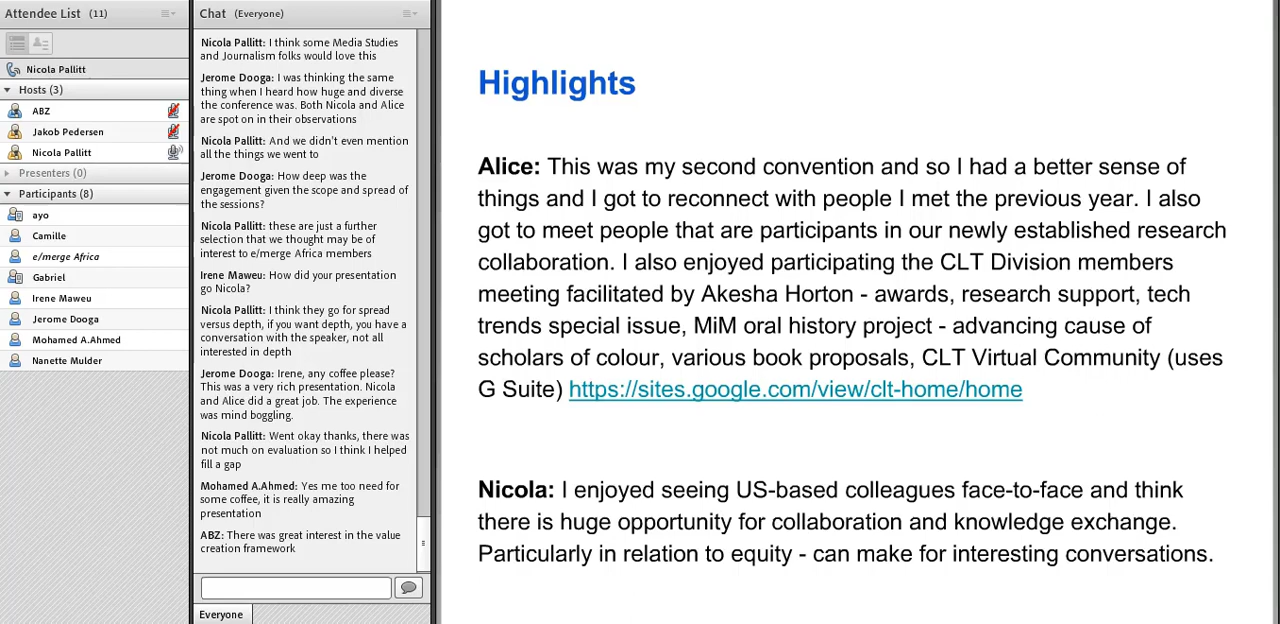 Attendee List (11)
Nicola Pallitt
Hosts (3)
ABZ
Jakob Pedersen
Nicola Pallitt
Presenters (0)
Participants (8)
ayo
Camille
e/merge Africa
Gabriel
Irene Maweu
Jerome Dooga
Mohamed A.Ahmed
Nanette Mulder
Chat (Everyone)
Nicola Pallitt: I think some Media Studies
and Journalism folks would love this
Jerome Dooga: I was thinking the same
thing when I heard how huge and diverse
the conference was. Both Nicola and Alice
are spot on in their observations
Nicola Pallitt: And we didn't even mention
all the things we went to
Jerome Dooga: How deep was the
engagement given the scope and spread of
the sessions?
Nicola Pallitt: these are just a further
selection that we thought may be of
interest to e/merge Africa members
Irene Maweu: How did your presentation
go Nicola?
Nicola Pallitt: I think they go for spread
versus depth, if you want depth, you have a
conversation with the speaker, not all
interested in depth
Jerome Dooga: Irene, any coffee please?
This was a very rich presentation. Nicola
and Alice did a great job. The experience
was mind boggling.
Nicola Pallitt: Went okay thanks, there was
not much on evaluation so I think I helped
fill a gap
Mohamed A.Ahmed: Yes me too need for
some coffee, it is really amazing
presentation
ABZ: There was great interest in the value
creation framework
Everyone
Highlights
Alice: This was my second convention and so I had a better sense of
things and I got to reconnect with people I met the previous year. I also
got to meet people that are participants in our newly established research
collaboration. I also enjoyed participating the CLT Division members
meeting facilitated by Akesha Horton - awards, research support, tech
trends special issue, MiM oral history project - advancing cause of
scholars of colour, various book proposals, CLT Virtual Community (uses
G Suite) https://sites.google.com/view/clt-home/home
Nicola: I enjoyed seeing US-based colleagues face-to-face and think
there is huge opportunity for collaboration and knowledge exchange.
Particularly in relation to equity - can make for interesting conversations.